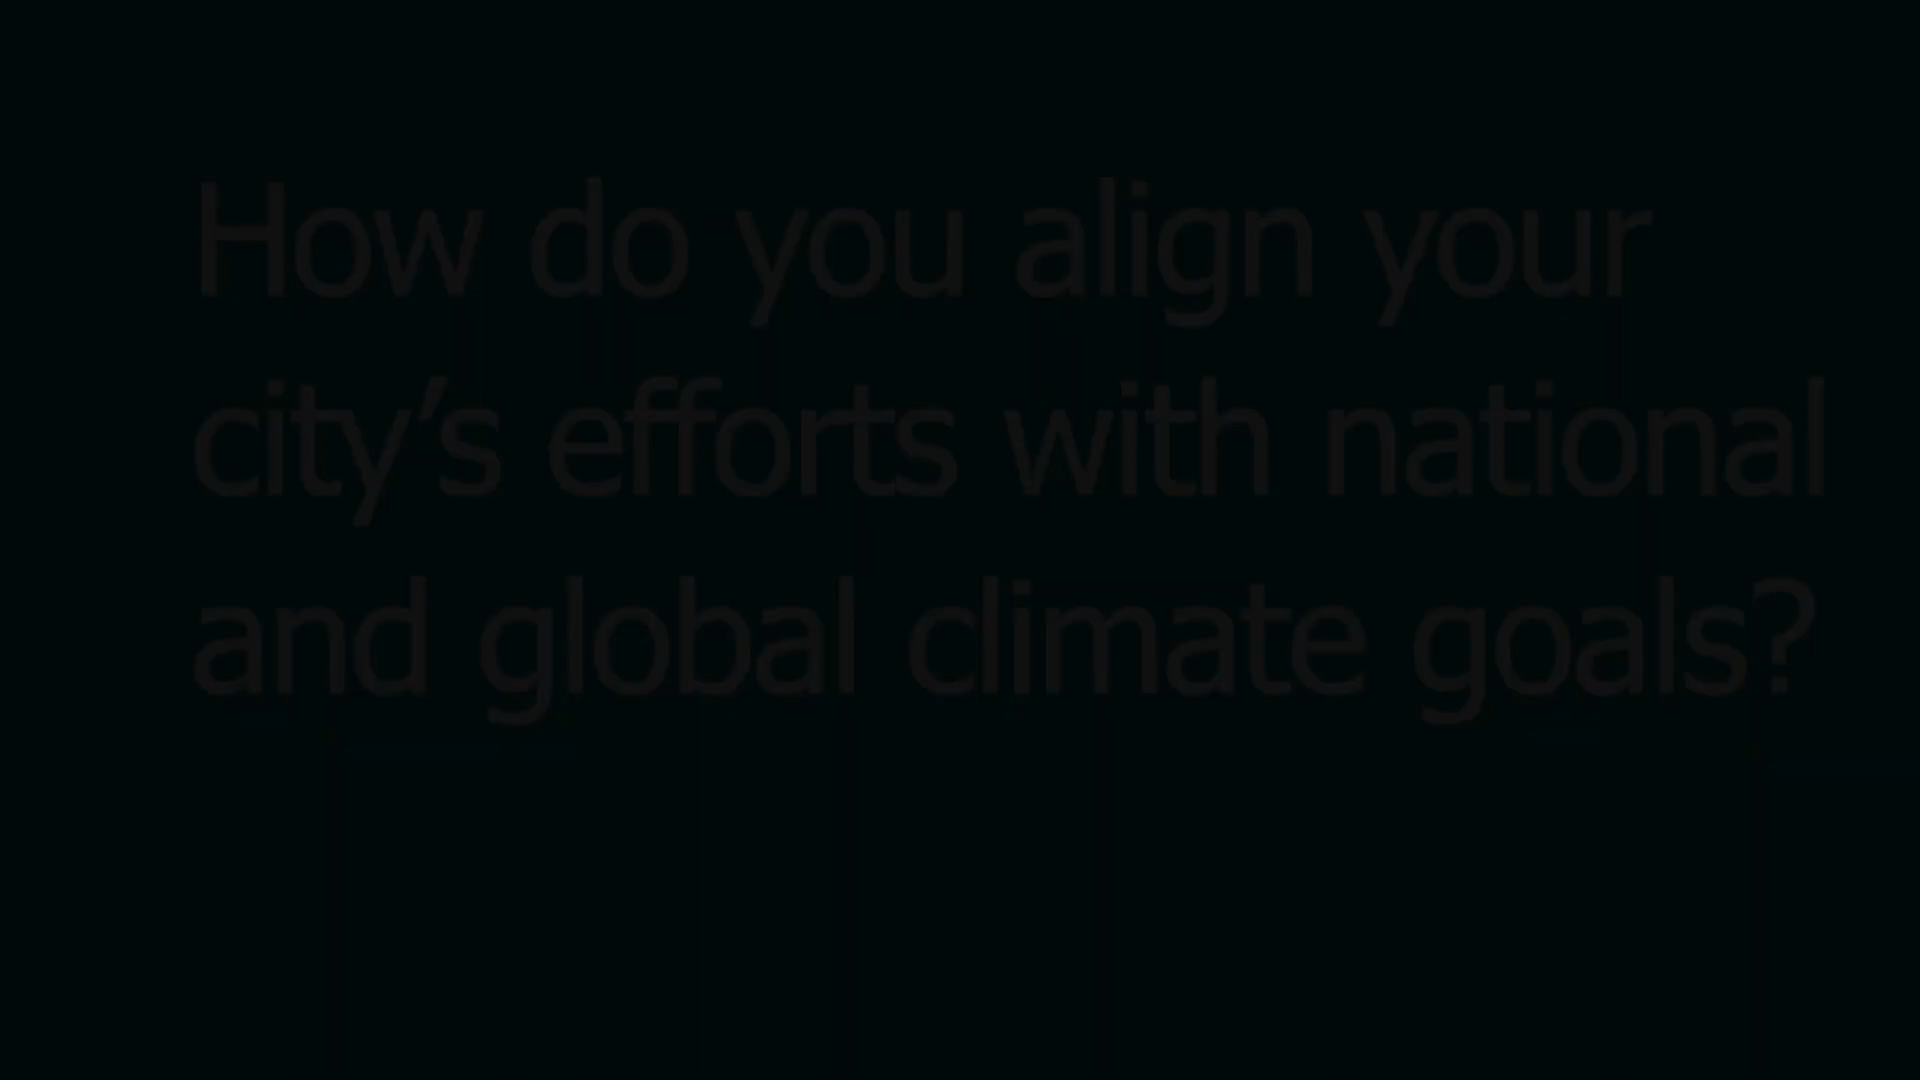 How do you align your
city’s efforts with national
and global climate goals?